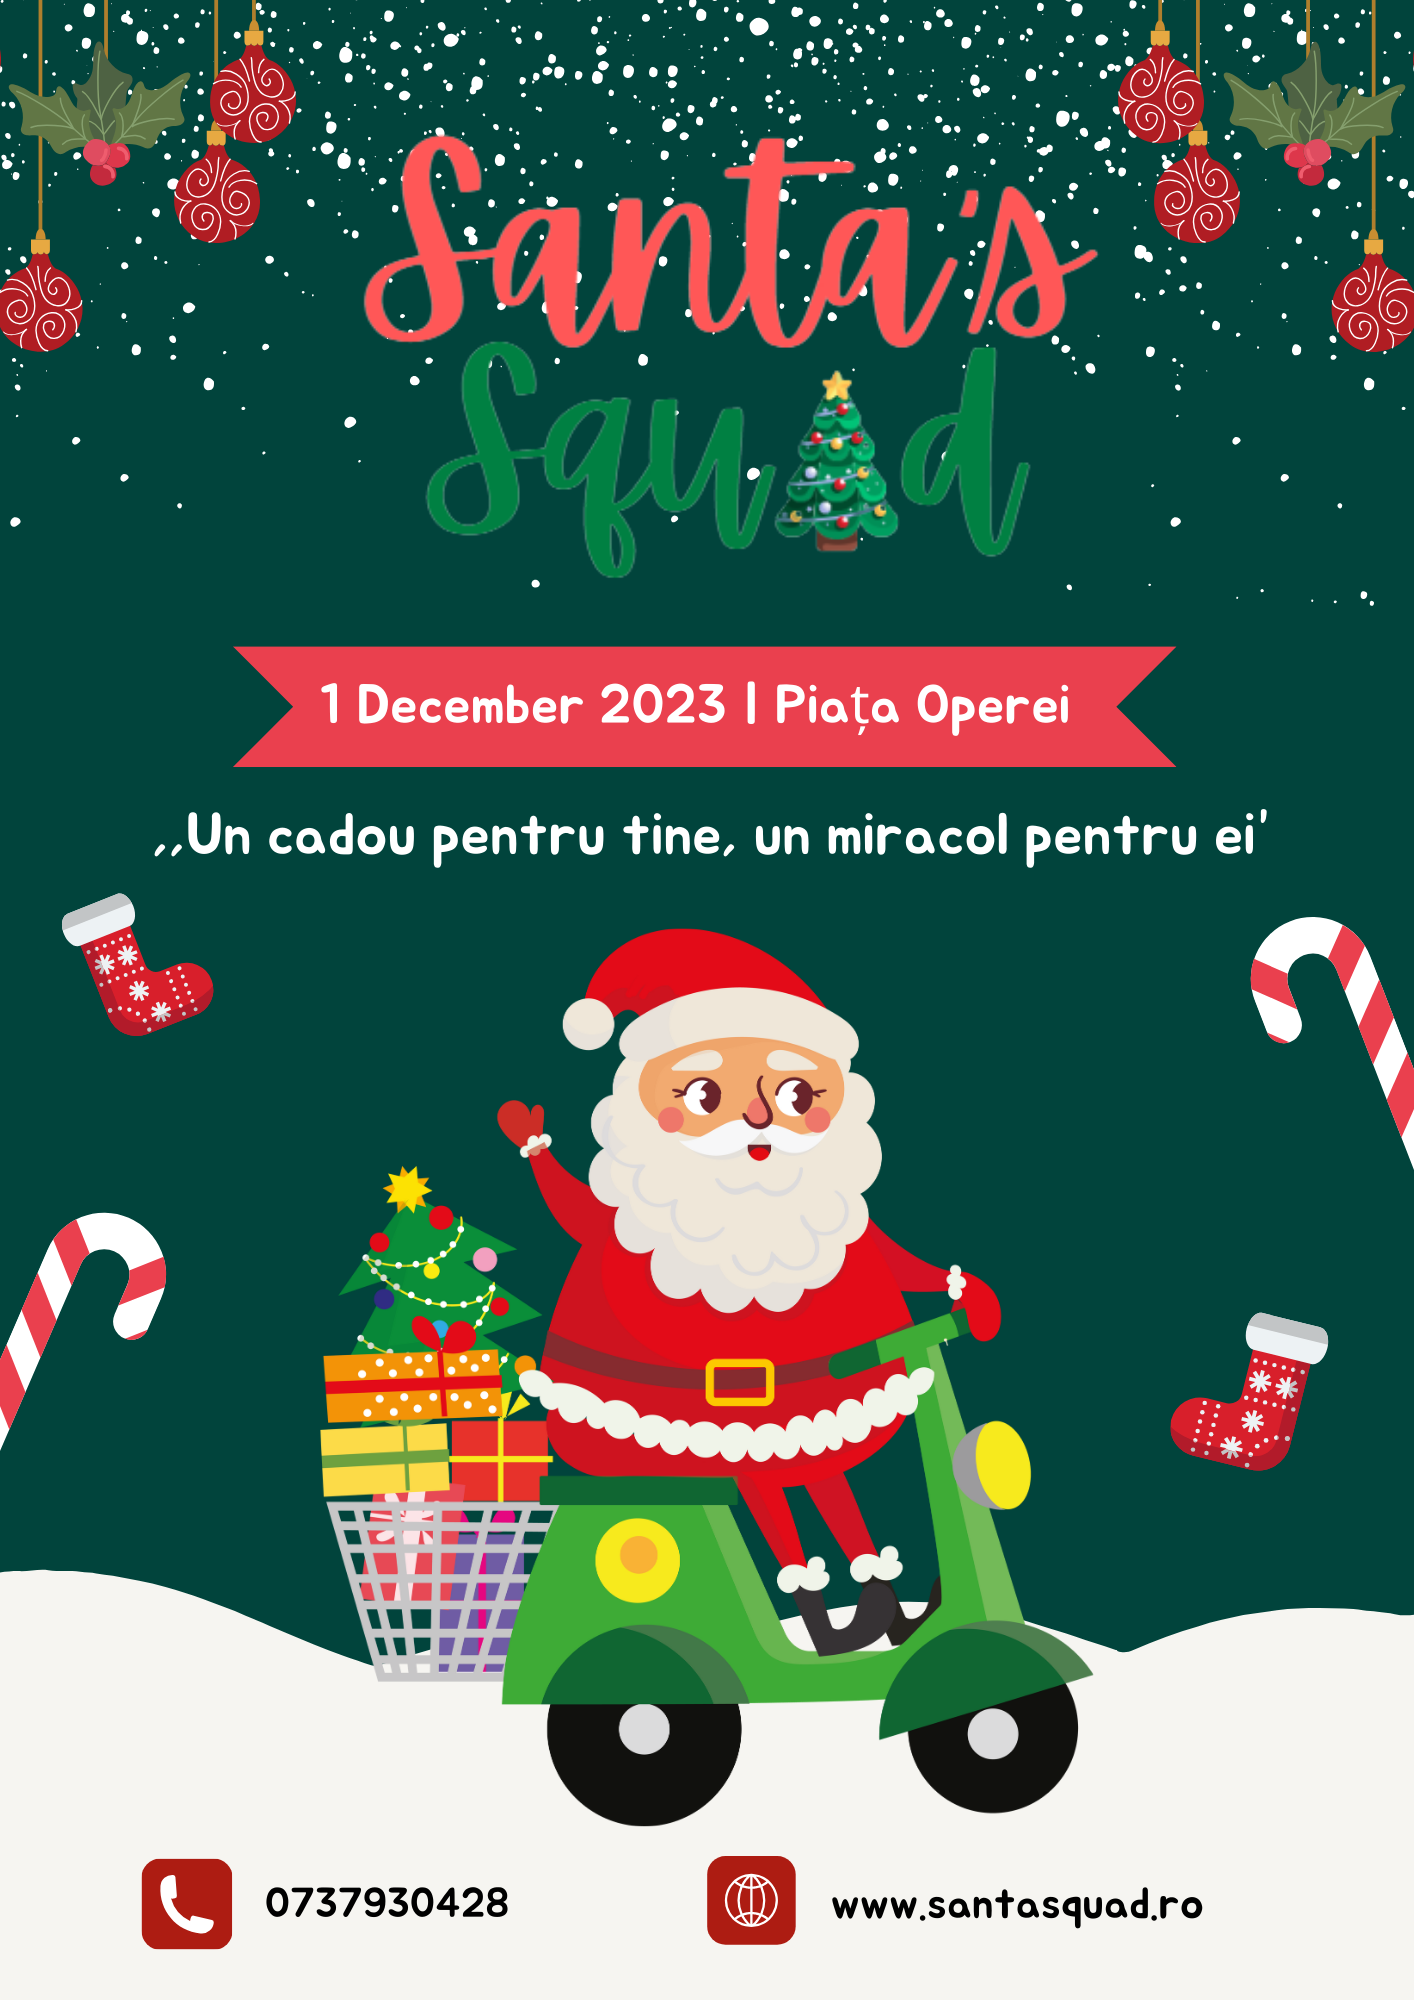 Santa's
Squad
1 December 2023 | Piața Operei
,,Un cadou pentru tine, un miracol pentru ei'
0737930428
www.santasquad.ro